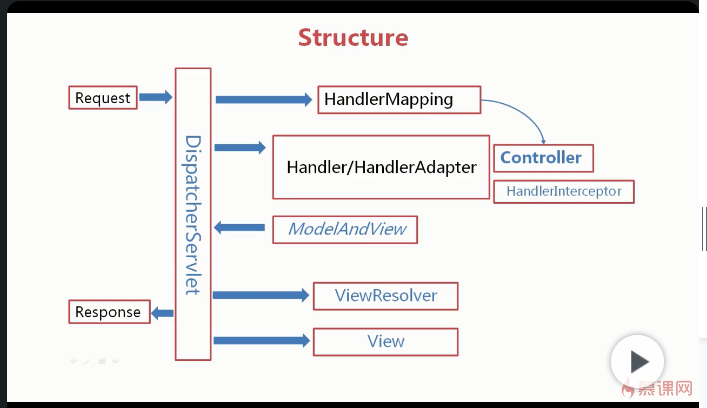 Structure
Request
HandlerMapping
DispatcherServlet
Handler/HandlerAdapter
Controller
HandlerInterceptor
ModelAndView
ViewResolver
Response
View
慕课网